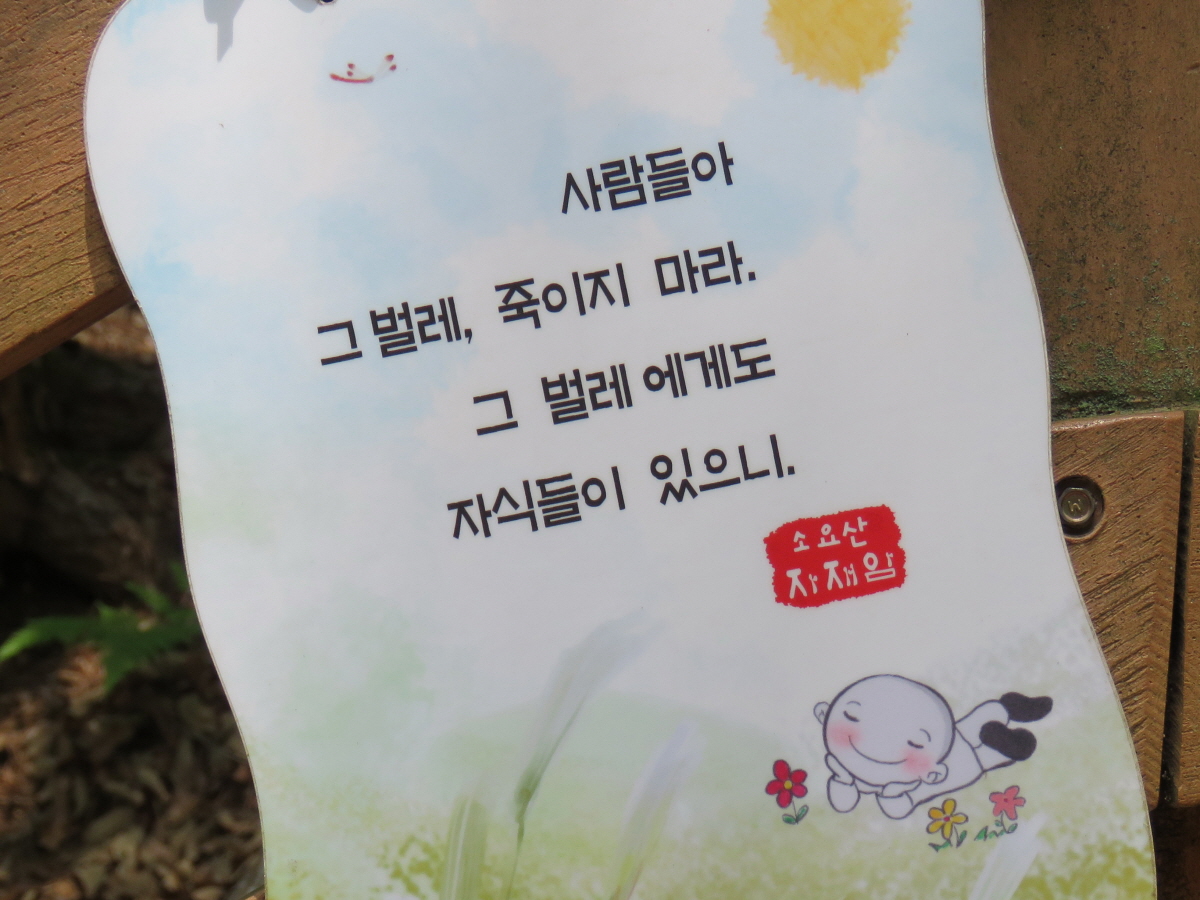 사람들아
그 벌레, 죽이지 마라.
그 벌레에게도
자식들이 있으니.
소요산
자재암